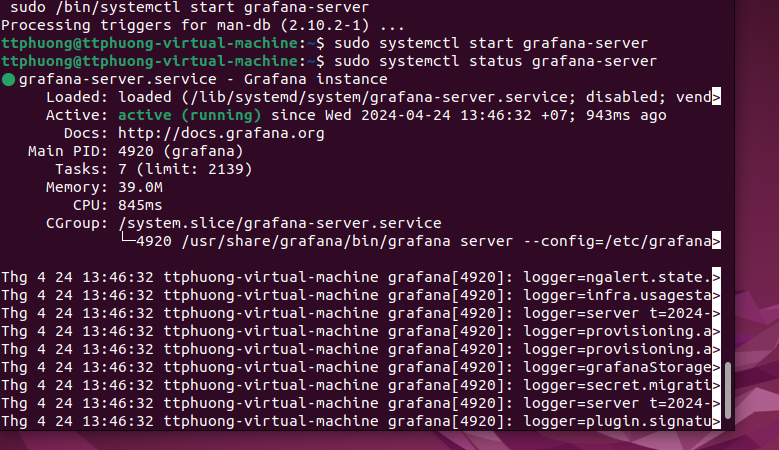 sudo /bin/systemctl start grafana-server
Processing triggers for man-db (2.10.2-1) ...
ttphuong@ttphuong-virtual-machine:~$ sudo systemctl start grafana-server
ttphuong@ttphuong-virtual-machine:~$ sudo systemctl status grafana-server
● grafana-server.service - Grafana instance
Loaded: loaded (/lib/systemd/system/grafana-server.service; disabled; vend>
Active: active (running) since Wed 2024-04-24 13:46:32 +07; 943ms ago
Docs: http://docs.grafana.org
Main PID: 4920 (grafana)
Tasks: 7 (limit: 2139)
Memory: 39.0M
CPU: 845ms
CGroup: /system.slice/grafana-server.service
└─4920 /usr/share/grafana/bin/grafana server --config=/etc/grafana>
Thg 4 24 13:46:32 ttphuong-virtual-machine grafana[4920]: logger=ngalert.state.>
Thg 4 24 13:46:32 ttphuong-virtual-machine grafana[4920]: logger=infra.usagesta>
Thg 4 24 13:46:32 ttphuong-virtual-machine grafana[4920]: logger=server t=2024->
Thg 4 24 13:46:32 ttphuong-virtual-machine grafana[4920]: logger=provisioning.a>
Thg 4 24 13:46:32 ttphuong-virtual-machine grafana[4920]: logger=provisioning.a>
Thg 4 24 13:46:32 ttphuong-virtual-machine grafana[4920]: logger=grafanaStorage>
Thg 4 24 13:46:32 ttphuong-virtual-machine grafana[4920]: logger=secret.migrati>
Thg 4 24 13:46:32 ttphuong-virtual-machine grafana[4920]: logger=server t=2024->
Thg 4 24 13:46:32 ttphuong-virtual-machine grafana[4920]: logger=plugin.signatu>